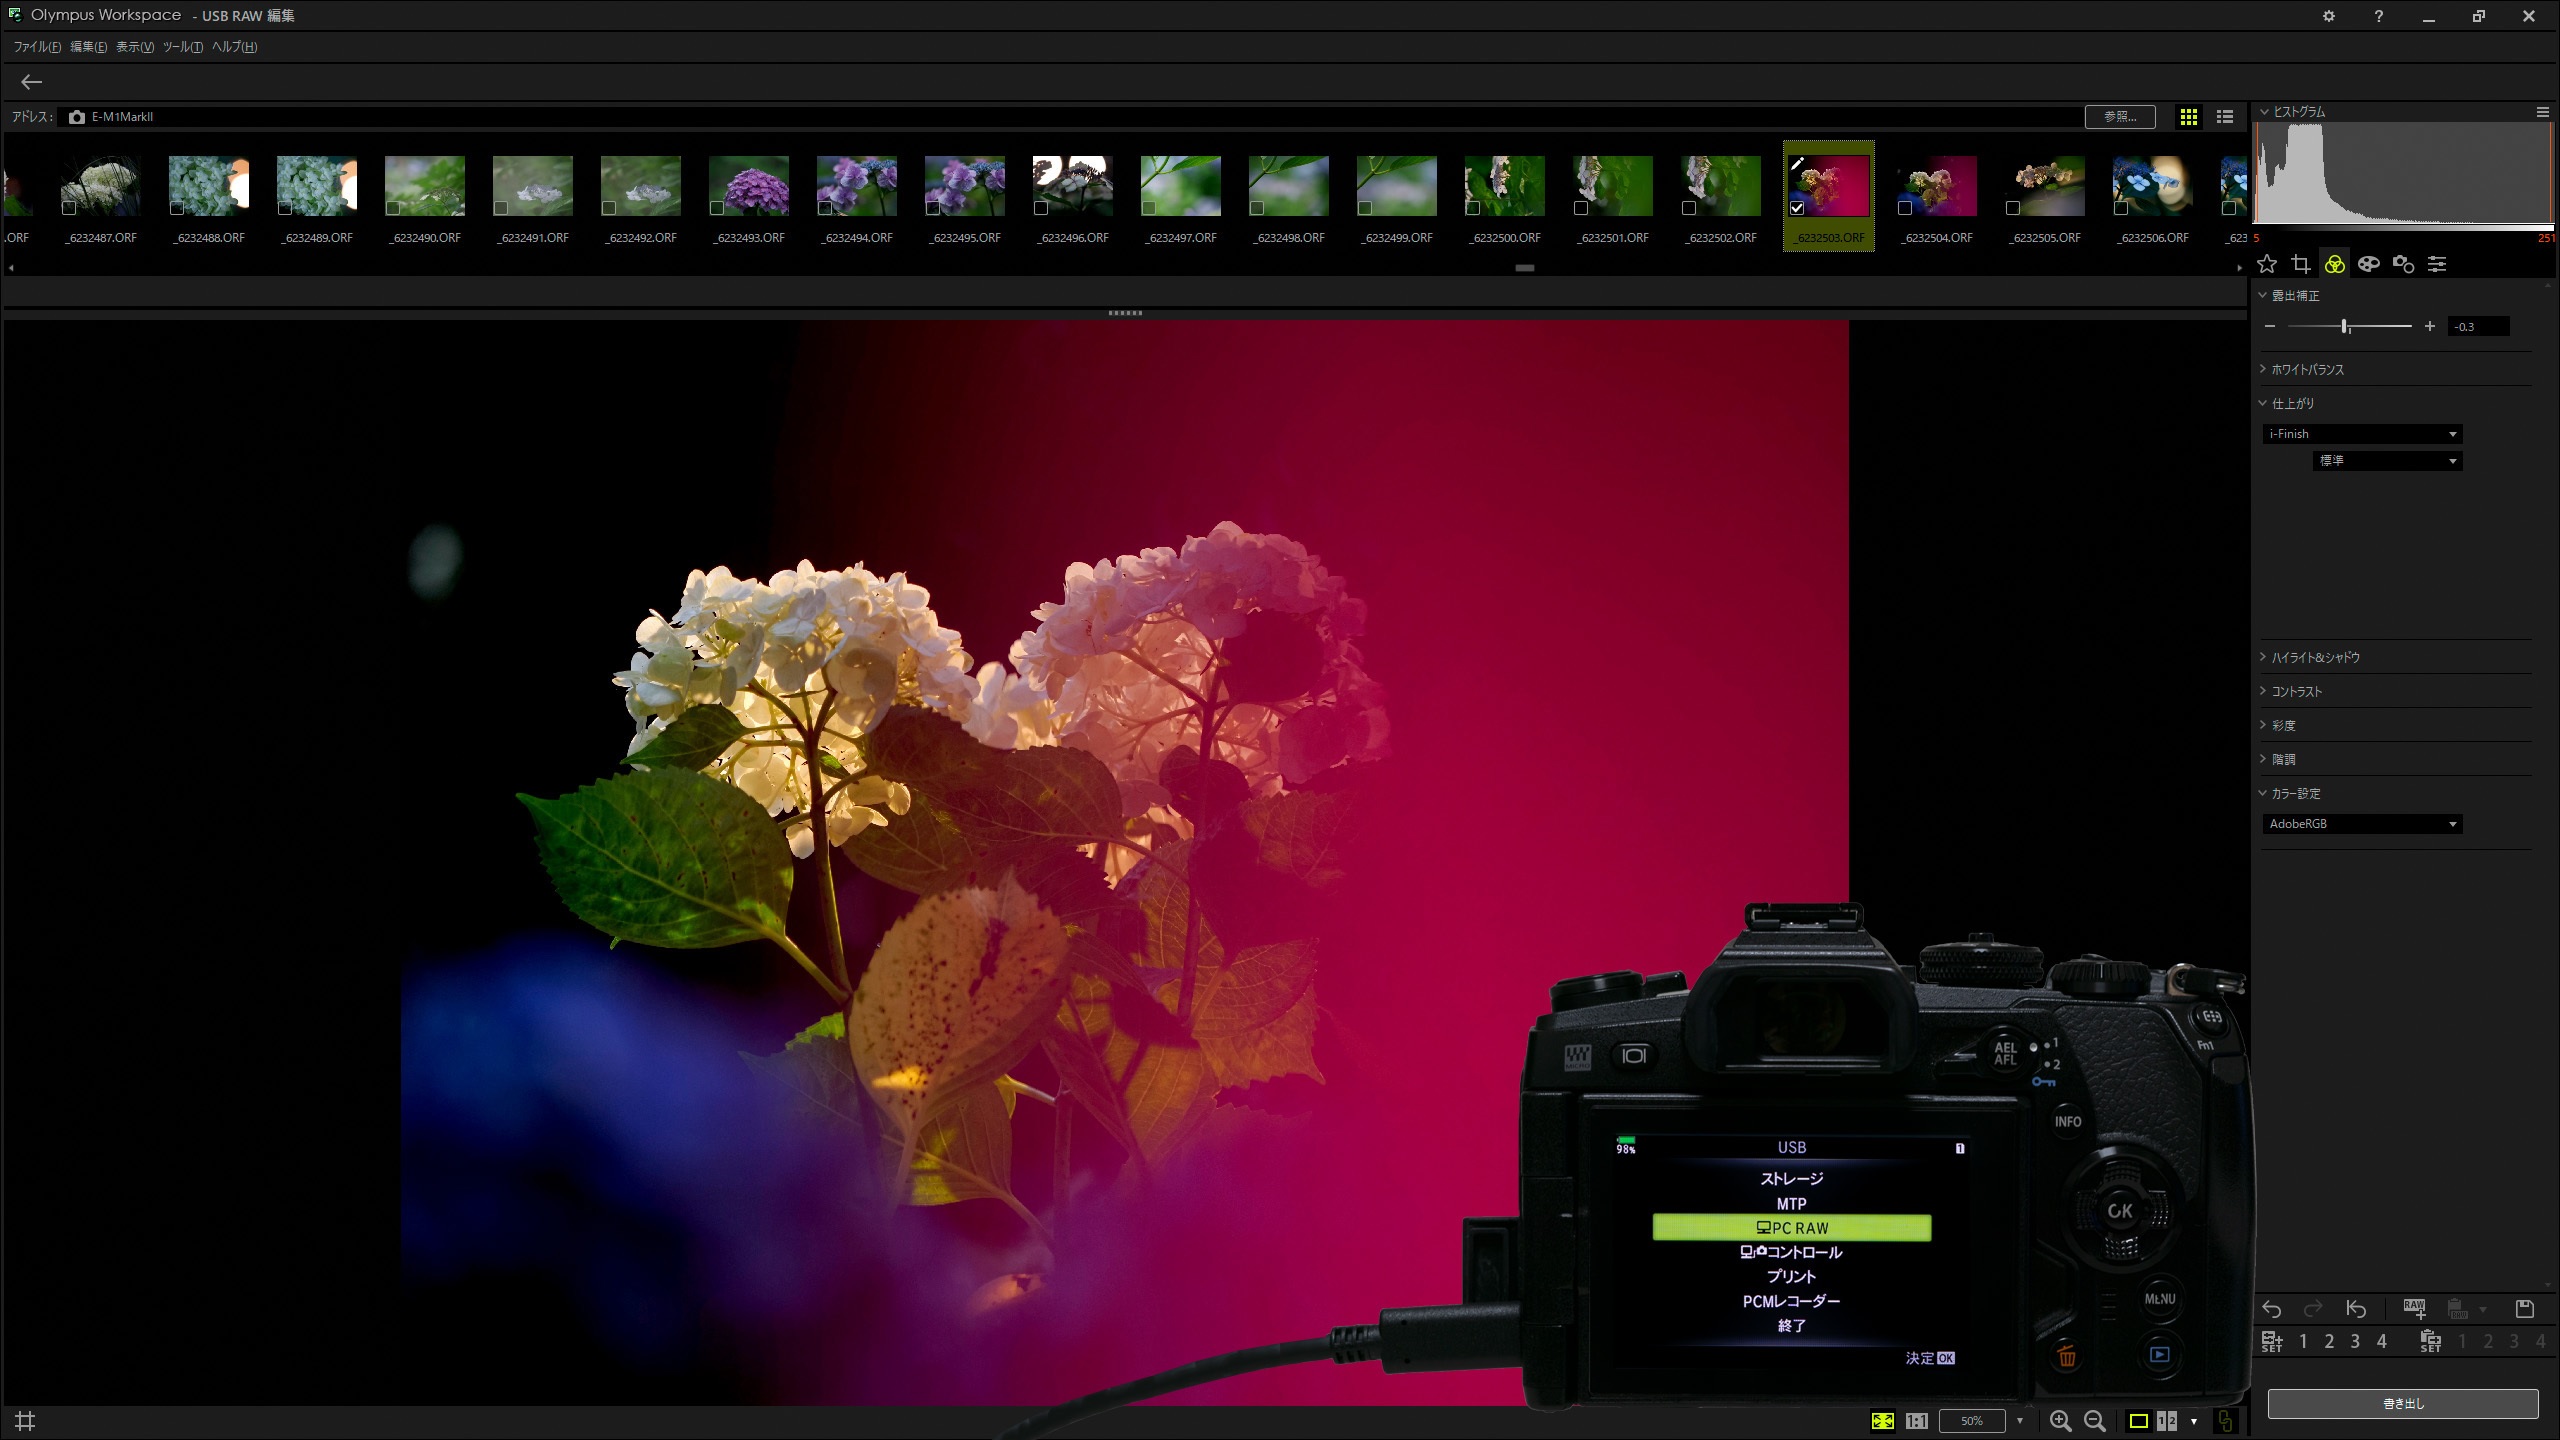 Olympus Workspace - USB RAW 編集
ファイル(F) 編集(E) 表示(V) ツール(T) ヘルプ(H)
アドレス: E-M1MarkII 参照...
.ORF _6232487.ORF _6232488.ORF _6232489.ORF _6232490.ORF _6232491.ORF _6232492.ORF _6232493.ORF _6232494.ORF _6232495.ORF _6232496.ORF _6232497.ORF _6232498.ORF _6232499.ORF _6232500.ORF _6232501.ORF _6232502.ORF _6232503.ORF _6232504.ORF _6232505.ORF _6232506.ORF _623
ヒストグラム
5 251
露出補正
-0.3
ホワイトバランス
仕上がり
i-Finish
標準
ハイライト&シャドウ
コントラスト
彩度
階調
カラー設定
AdobeRGB
AEL
AFL
1
2
Fn1
INFO
OK
MENU
98% USB 1
ストレージ
MTP
PC RAW
コントロール
プリント
PCMレコーダー
終了
決定 OK
RAW RAW
SET 1 2 3 4 SET 1 2 3 4
書き出し
1:1 50% 1 2